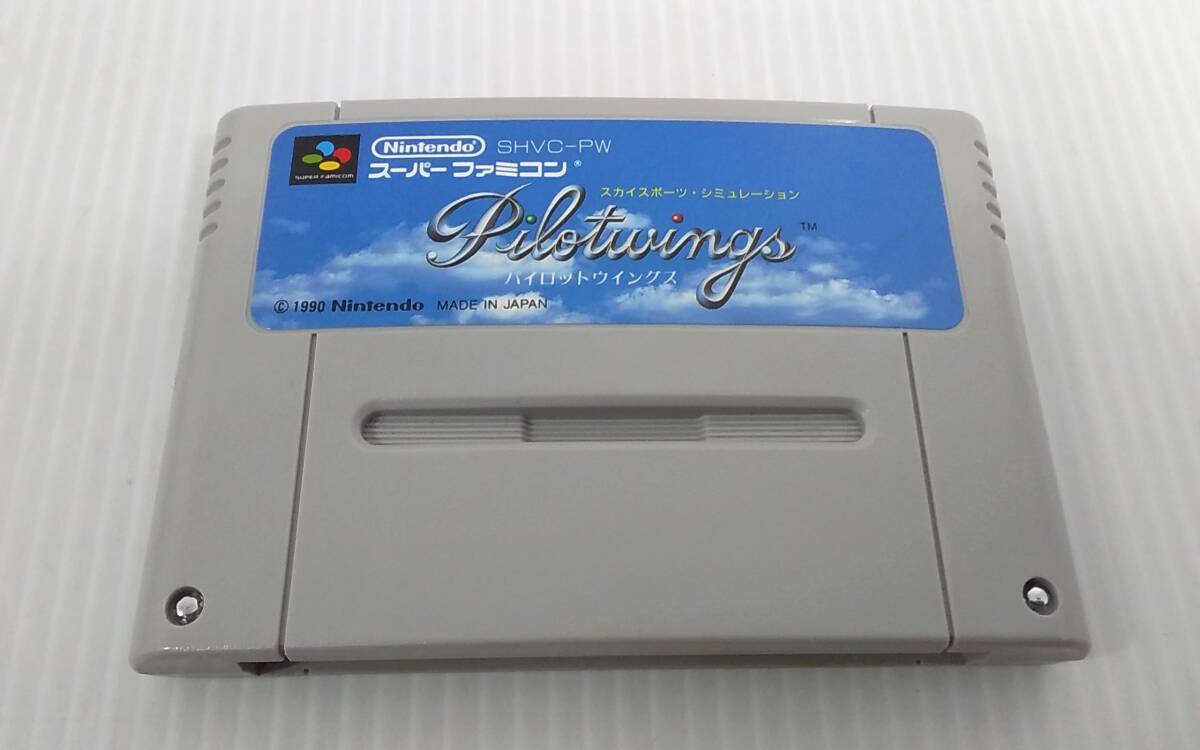 Nintendo® SHVC-PW
スーパーファミコン®
SUPER FAMICOM
スカイスポーツ・シミュレーション
Pilotwings™
パイロットウイングス
© 1990 Nintendo MADE IN JAPAN